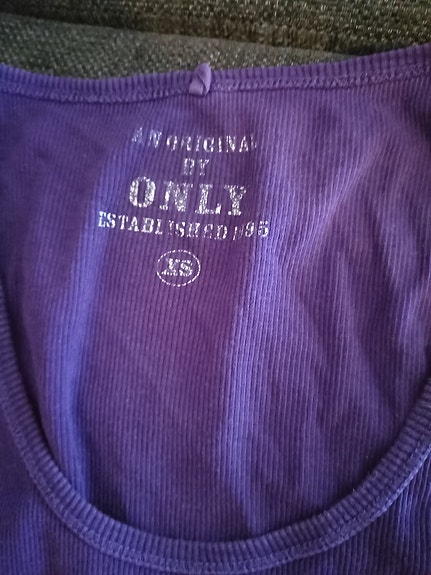 AN ORIGINAL
BY
ONLY
ESTABLISHED 1995
XS